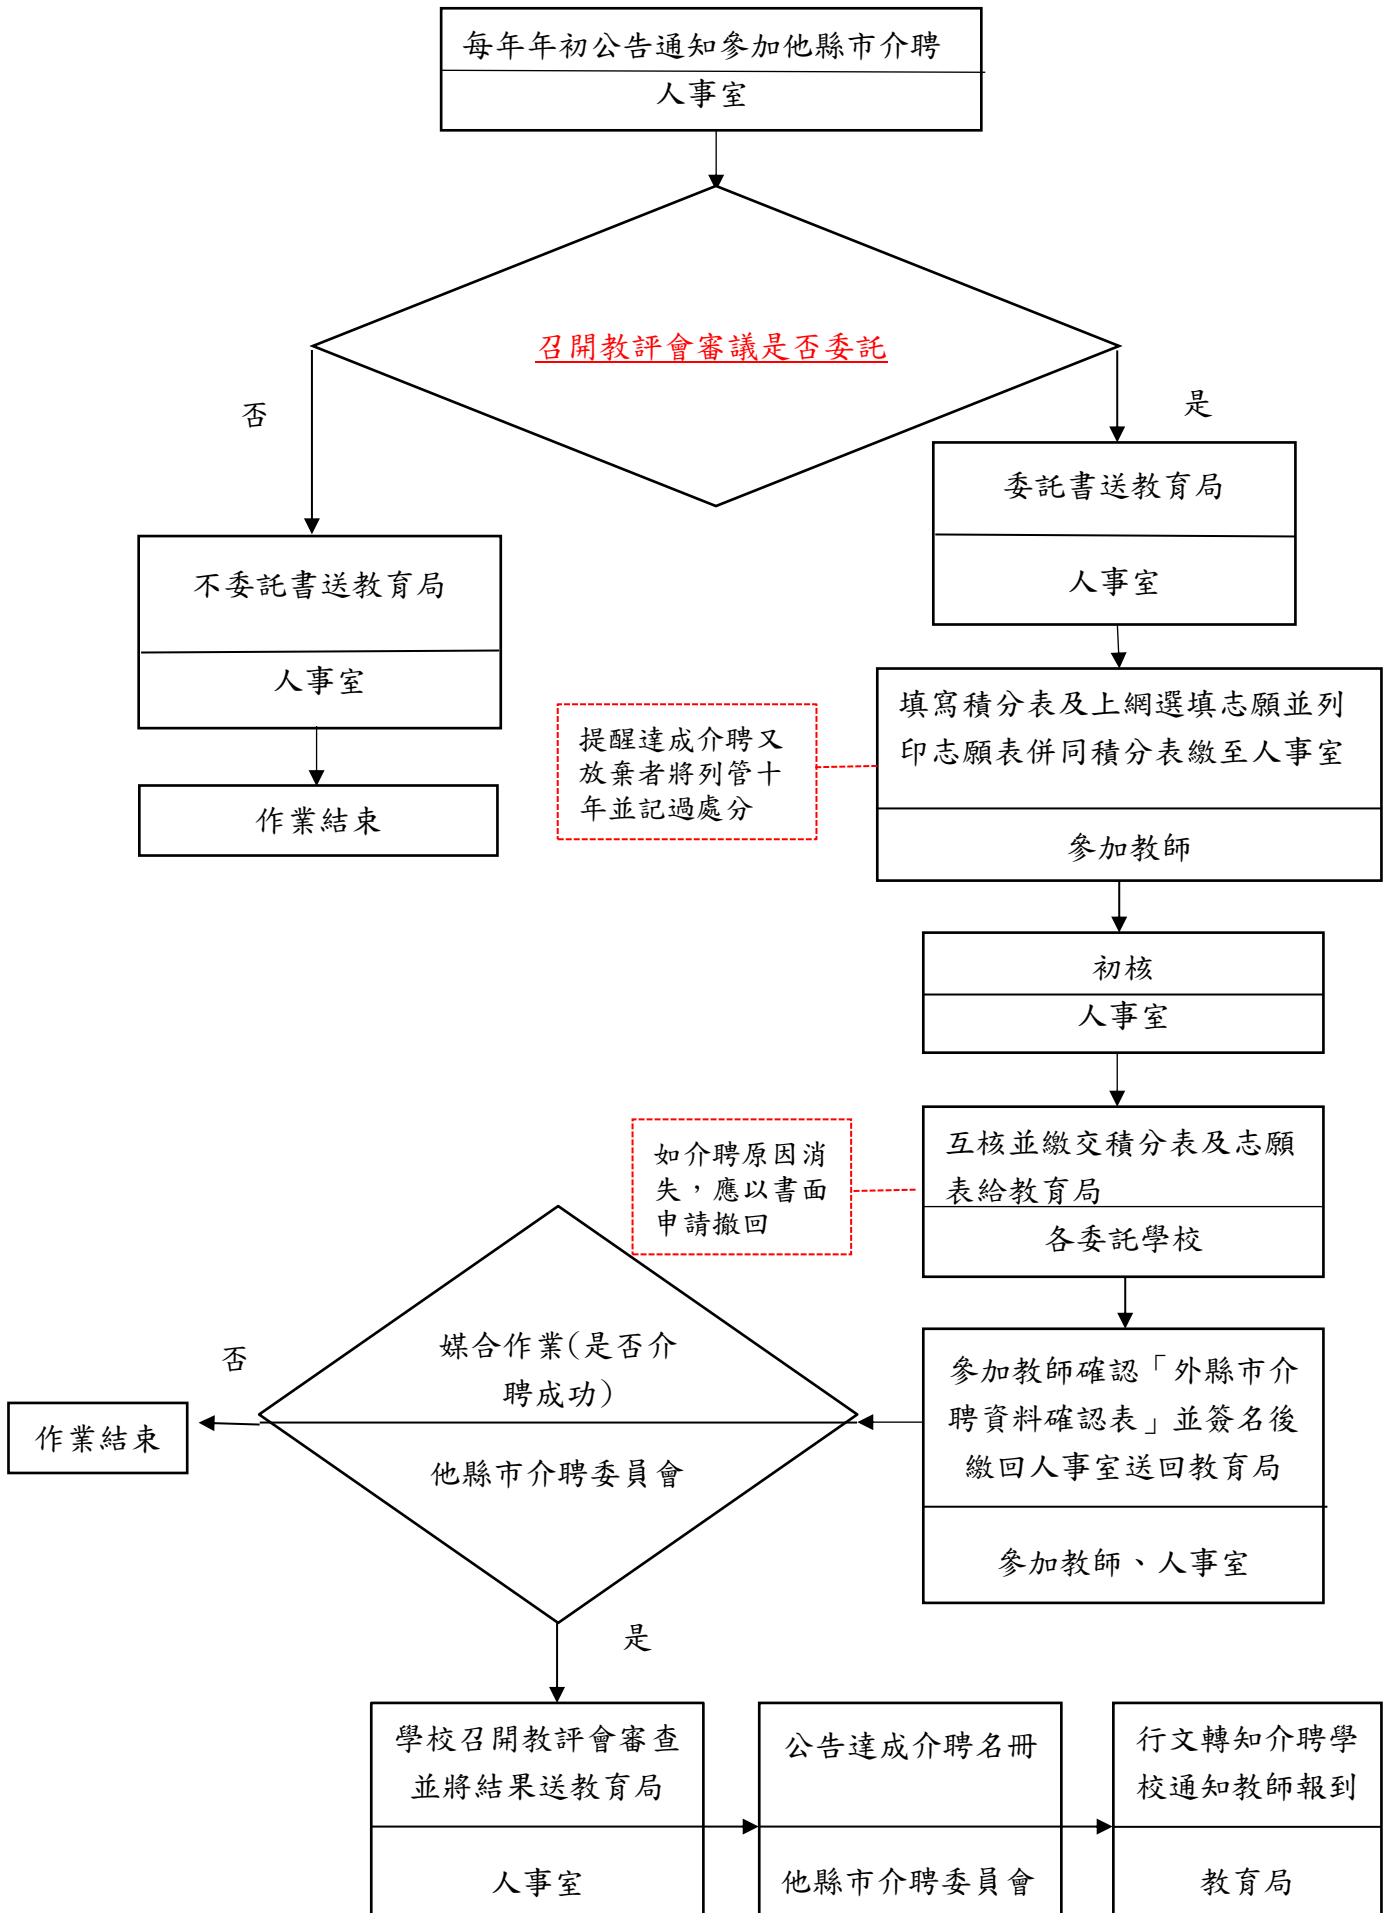 每年年初公告通知參加他縣市介聘
人事室
召開教評會審議是否委託
否
是
委託書送教育局
人事室
不委託書送教育局
人事室
作業結束
填寫積分表及上網選填志願並列
印志願表併同積分表繳至人事室
參加教師
提醒達成介聘又
放棄者將列管十
年並記過處分
初核
人事室
互核並繳交積分表及志願
表給教育局
各委託學校
如介聘原因消
失，應以書面
申請撤回
參加教師確認「外縣市介
聘資料確認表」並簽名後
繳回人事室送回教育局
參加教師、人事室
媒合作業(是否介
聘成功)
他縣市介聘委員會
否
作業結束
是
學校召開教評會審查
並將結果送教育局
人事室
公告達成介聘名冊
他縣市介聘委員會
行文轉知介聘學
校通知教師報到
教育局